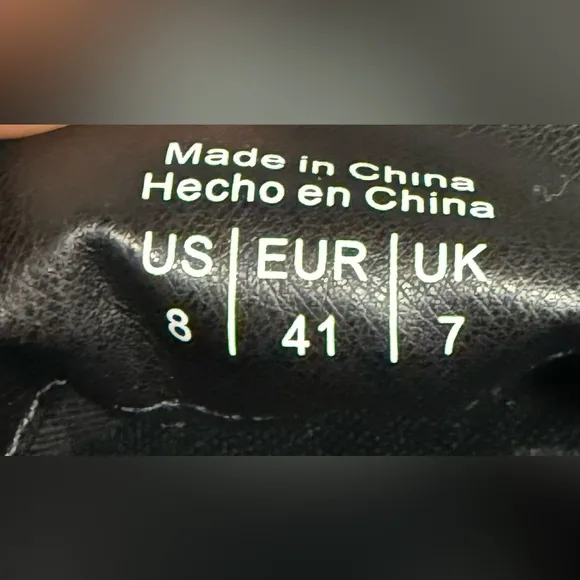 Made in China
Hecho en China
US | EUR | UK
8 | 41 | 7